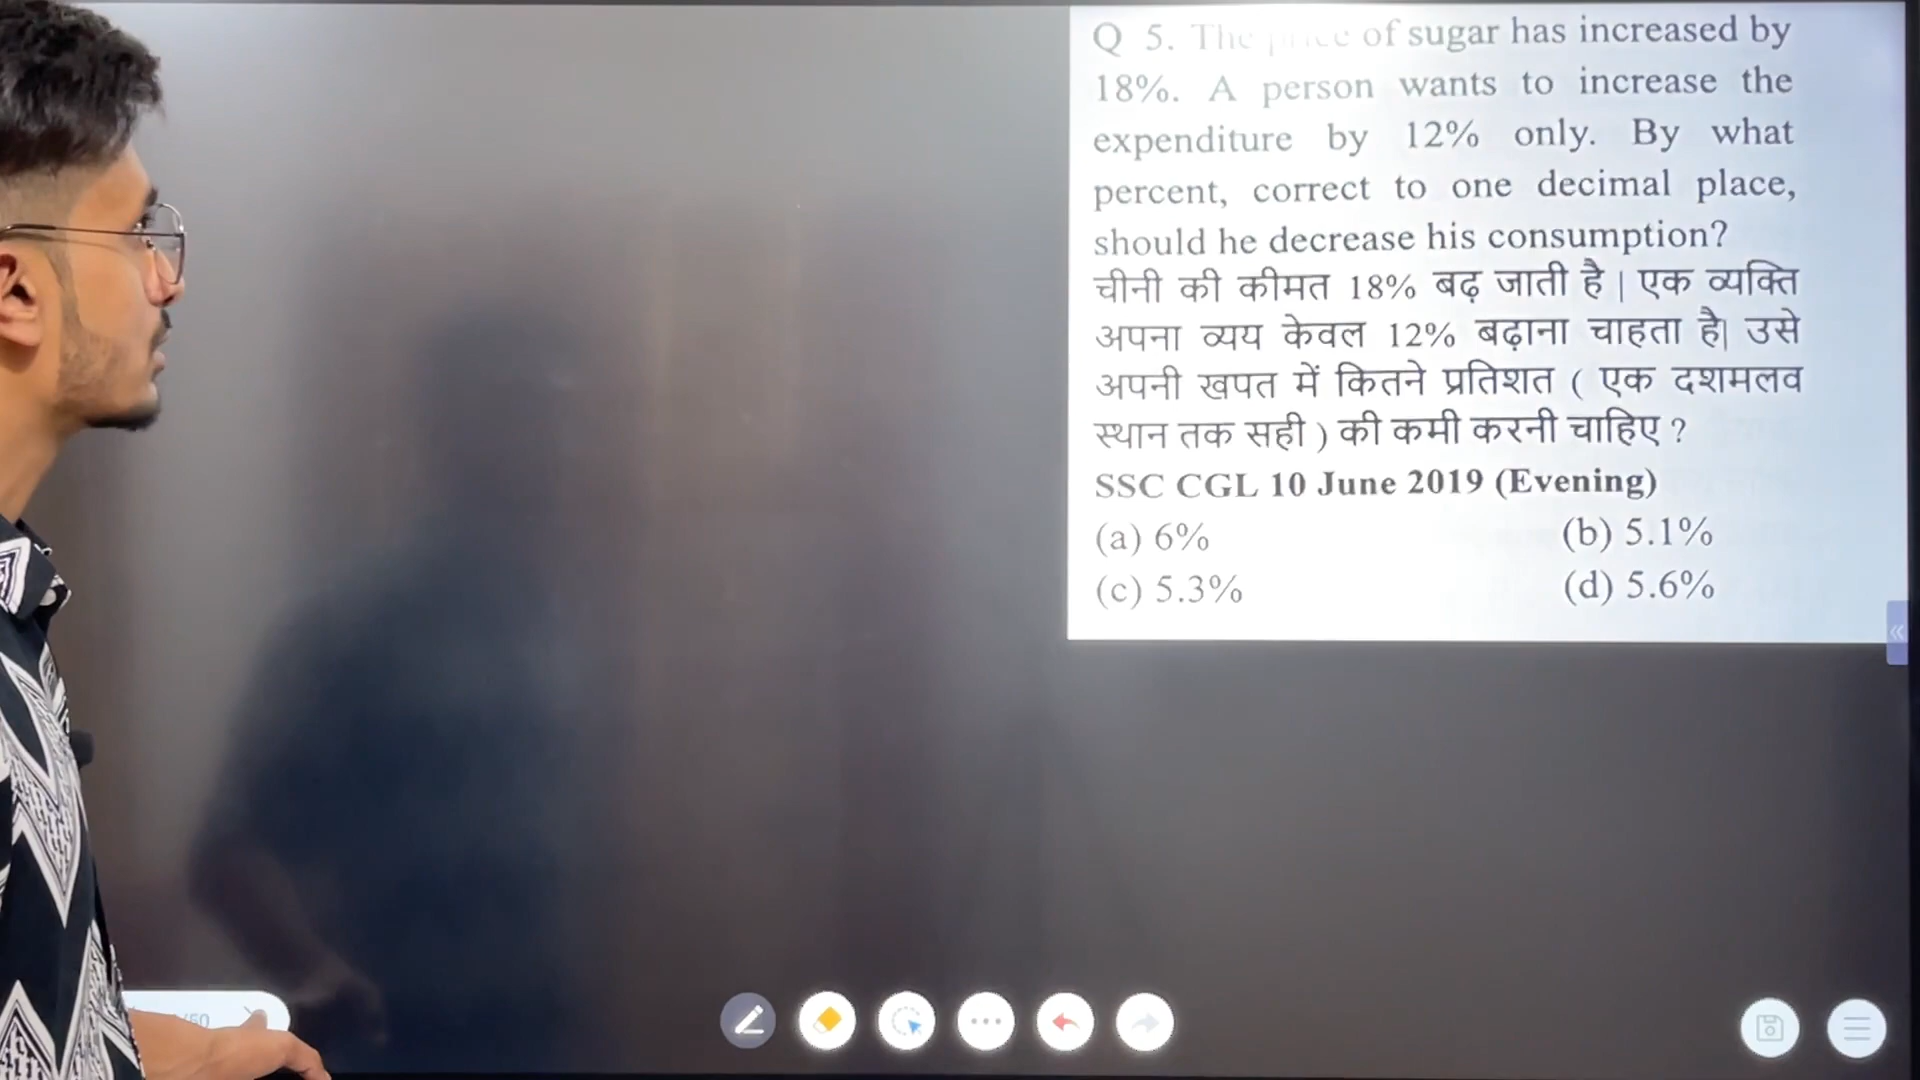 Q 5. The price of sugar has increased by
18%. A person wants to increase the
expenditure by 12% only. By what
percent, correct to one decimal place,
should he decrease his consumption?
चीनी की कीमत 18% बढ़ जाती है | एक व्यक्ति
अपना व्यय केवल 12% बढ़ाना चाहता है| उसे
अपनी खपत में कितने प्रतिशत ( एक दशमलव
स्थान तक सही ) की कमी करनी चाहिए ?
SSC CGL 10 June 2019 (Evening)
(a) 6% (b) 5.1%
(c) 5.3% (d) 5.6%
/50